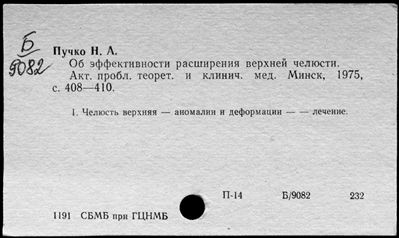 Б
9082
Пучко Н. А.
Об эффективности расширения верхней челюсти.
Акт. пробл. теорет. и клинич. мед. Минск, 1975,
с. 408—410.
1. Челюсть верхняя — аномалии и деформации — — лечение.
П-14 Б/9082 232
1191 СБМБ при ГЦНМБ